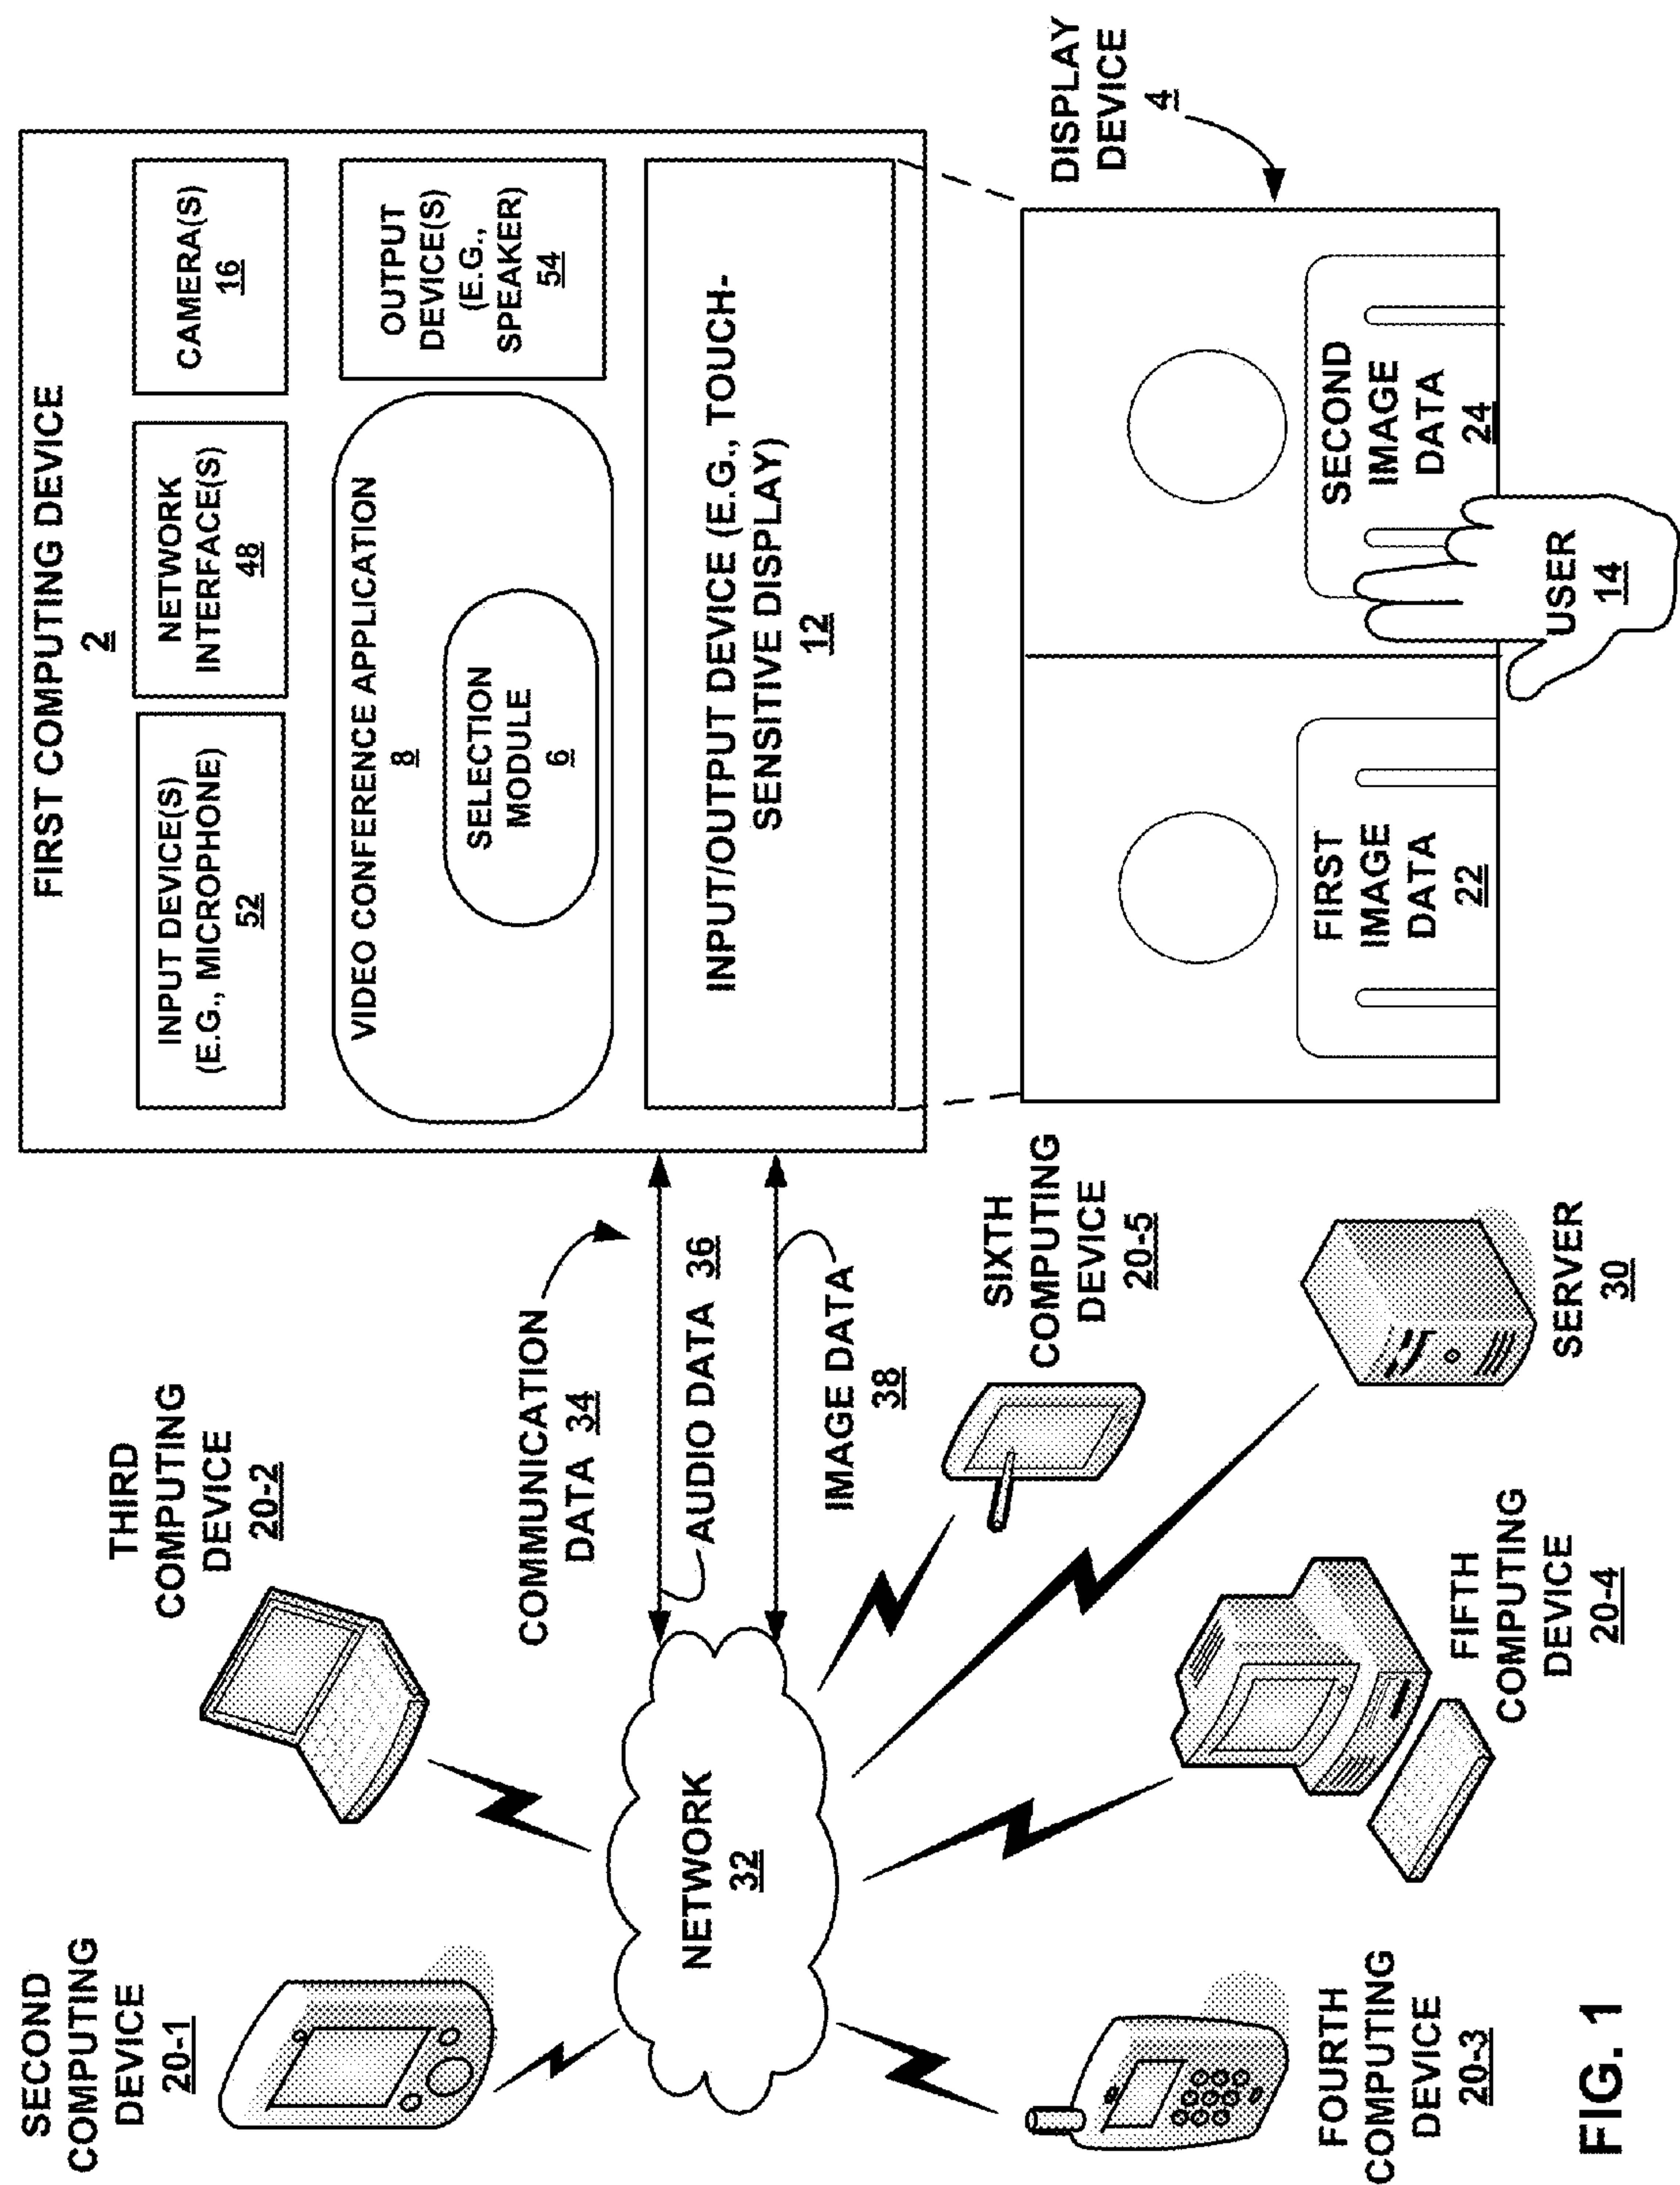 SECOND
COMPUTING
DEVICE
20-1
THIRD
COMPUTING
DEVICE
20-2
FIRST COMPUTING DEVICE
2
INPUT DEVICE(S)
(E.G., MICROPHONE)
52
NETWORK
INTERFACE(S)
48
CAMERA(S)
16
VIDEO CONFERENCE APPLICATION
8
SELECTION
MODULE
6
OUTPUT
DEVICE(S)
(E.G.,
SPEAKER)
54
INPUT/OUTPUT DEVICE (E.G., TOUCH-
SENSITIVE DISPLAY)
12
COMMUNICATION
DATA 34
AUDIO DATA 36
IMAGE DATA
38
NETWORK
32
SIXTH
COMPUTING
DEVICE
20-5
DISPLAY
DEVICE
4
FIRST
IMAGE
DATA
22
SECOND
IMAGE
DATA
24
USER
14
FOURTH
COMPUTING
DEVICE
20-3
FIFTH
COMPUTING
DEVICE
20-4
SERVER
30
FIG. 1